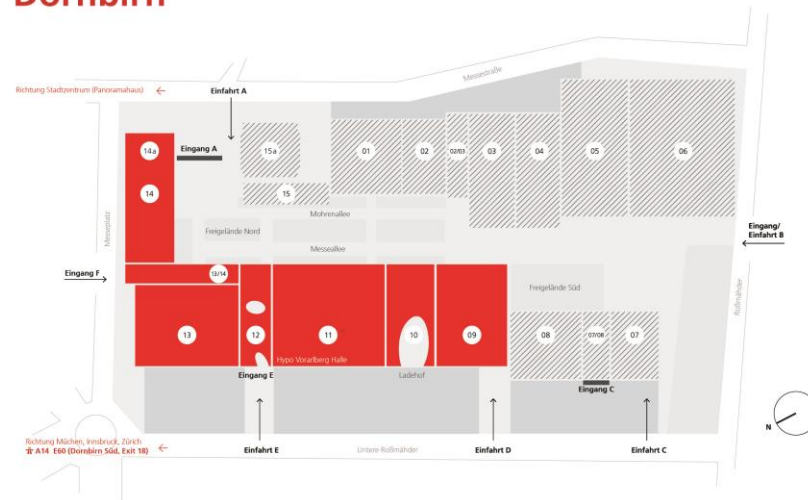 Dornbirn
Messestraße
Richtung Stadtzentrum (Panoramahaus)
Einfahrt A
14a
Eingang A
15a
01
02
02/03
03
04
05
06
14
15
Mohrenallee
Messeplatz
Freigelände Nord
Eingang/
Einfahrt B
Messeallee
Eingang F
13/14
Freigelände Süd
Roßmähder
13
12
11
10
09
08
07/08
07
Hypo Vorarlberg Halle
Eingang E
Ladehof
Eingang C
N
Richtung Müchen, Innsbruck, Zürich
A14 E60 (Dornbirn Süd, Exit 18)
Einfahrt E
Untere Roßmähder
Einfahrt D
Einfahrt C